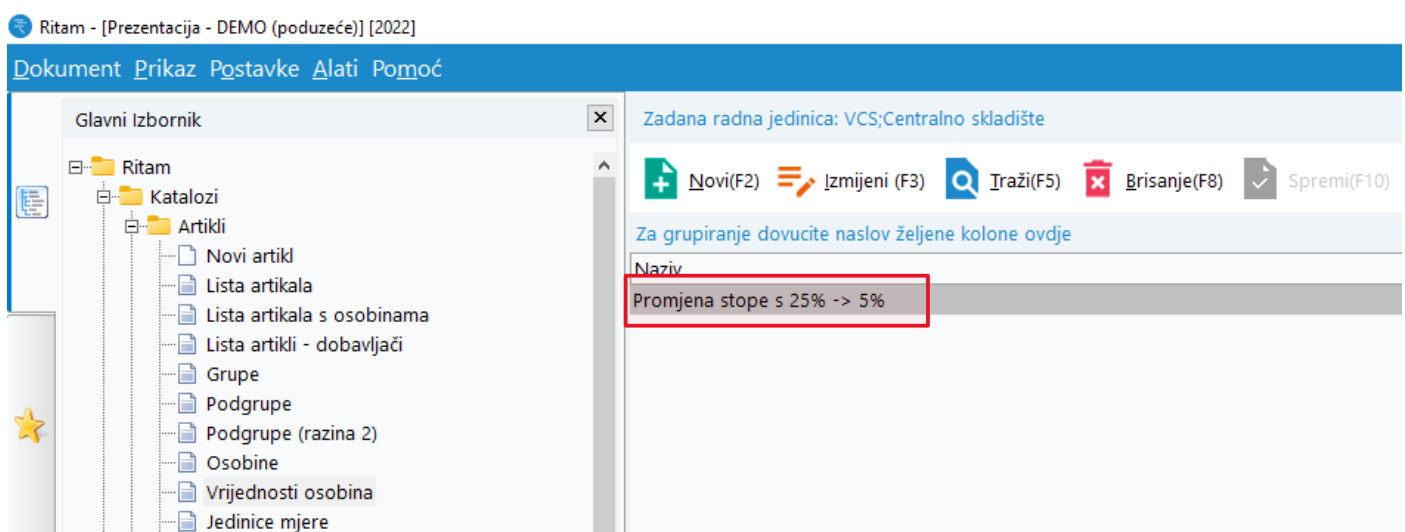 Ritam - [Prezentacija - DEMO (poduzeće)] [2022]
Dokument Prikaz Postavke Alati Pomoć
Glavni Izbornik
Ritam
Katalozi
Artikli
Novi artikl
Lista artikala
Lista artikala s osobinama
Lista artikli - dobavljači
Grupe
Podgrupe
Podgrupe (razina 2)
Osobine
Vrijednosti osobina
Jedinice mjere
Zadana radna jedinica: VCS;Centralno skladište
Novi(F2) Izmijeni (F3) Traži(F5) Brisanje(F8) Spremi(F10)
Za grupiranje dovucite naslov željene kolone ovdje
Naziv
Promjena stope s 25% -> 5%